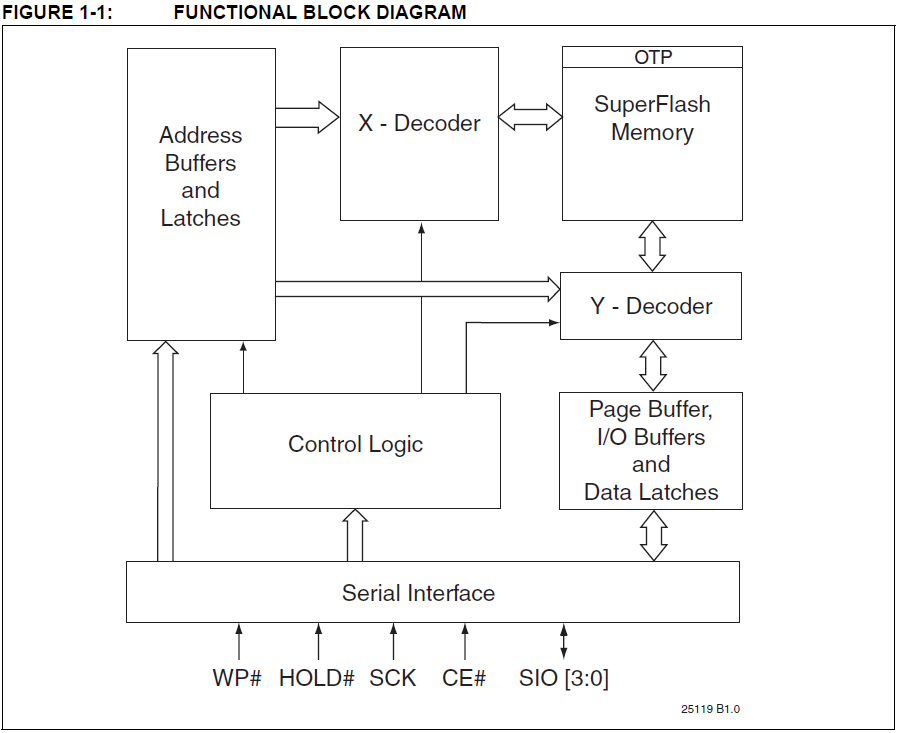 FIGURE 1-1: FUNCTIONAL BLOCK DIAGRAM
Address
Buffers
and
Latches
X - Decoder
OTP
SuperFlash
Memory
Y - Decoder
Control Logic
Page Buffer,
I/O Buffers
and
Data Latches
Serial Interface
WP# HOLD# SCK CE# SIO [3:0]
25119 B1.0